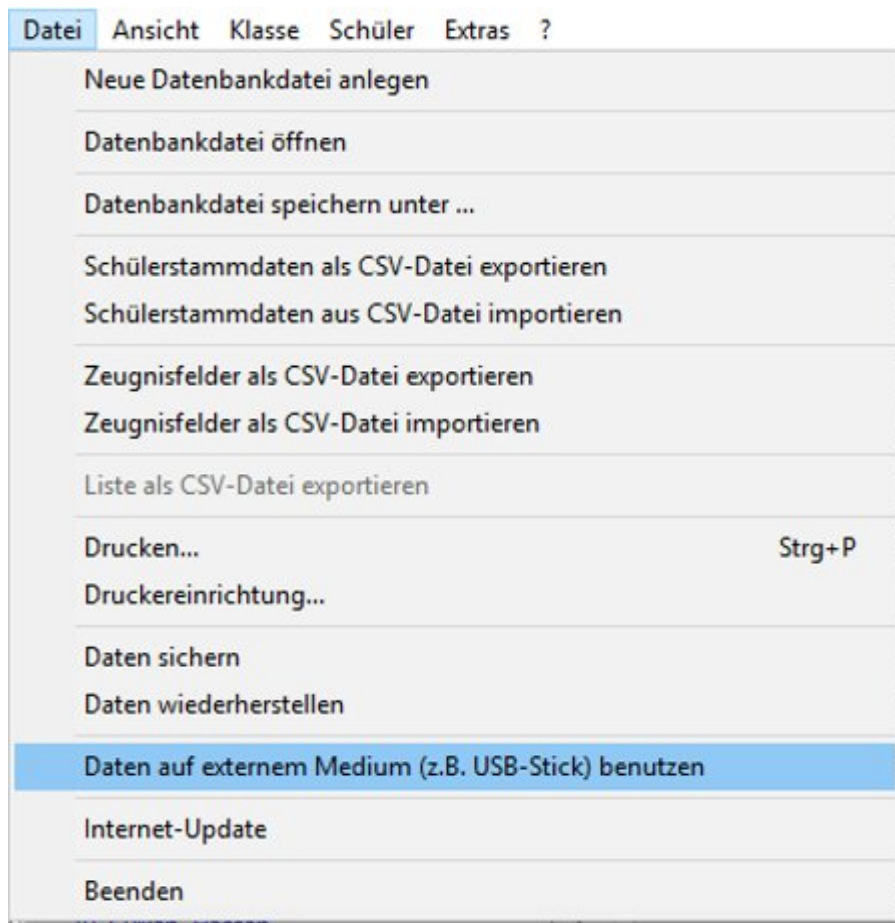 Datei Ansicht Klasse Schüler Extras ?
Neue Datenbankdatei anlegen
Datenbankdatei öffnen
Datenbankdatei speichern unter ...
Schülerstammdaten als CSV-Datei exportieren
Schülerstammdaten aus CSV-Datei importieren
Zeugnisfelder als CSV-Datei exportieren
Zeugnisfelder als CSV-Datei importieren
Liste als CSV-Datei exportieren
Drucken... Strg+P
Druckereinrichtung...
Daten sichern
Daten wiederherstellen
Daten auf externem Medium (z.B. USB-Stick) benutzen
Internet-Update
Beenden